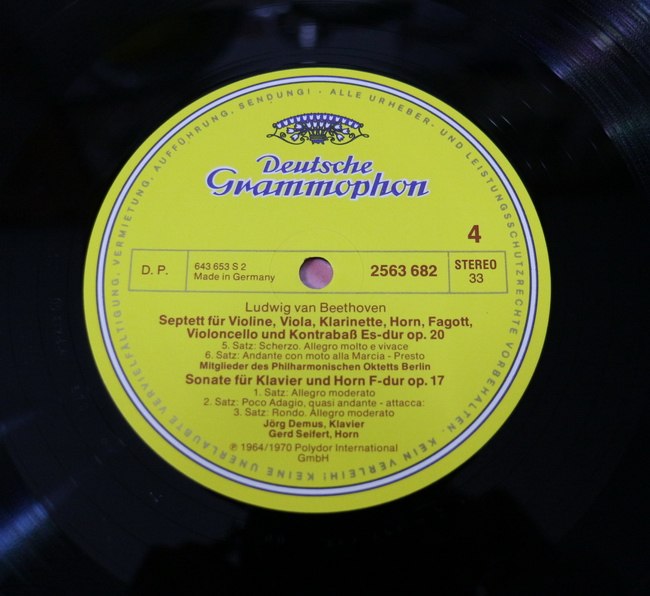 Deutsche
Grammophon
4
D. P.
643 653 S 2
Made in Germany
2563 682
STEREO
33
Ludwig van Beethoven
Septett für Violine, Viola, Klarinette, Horn, Fagott,
Violoncello und Kontrabaß Es-dur op. 20
5. Satz: Scherzo. Allegro molto e vivace
6. Satz: Andante con moto alla Marcia - Presto
Mitglieder des Philharmonischen Oktetts Berlin
Sonate für Klavier und Horn F-dur op. 17
1. Satz: Allegro moderato
2. Satz: Poco Adagio, quasi andante - attacca:
3. Satz: Rondo. Allegro moderato
Jörg Demus, Klavier
Gerd Seifert, Horn
℗ 1964/1970 Polydor International
GmbH
ALLE URHEBER- UND LEISTUNGSSCHUTZRECHTE VORBEHALTEN. KEIN VERLEIH! KEINE UNERLAUBTE VERVIELFÄLTIGUNG, VERMIETUNG, AUFFÜHRUNG, SENDUNG!